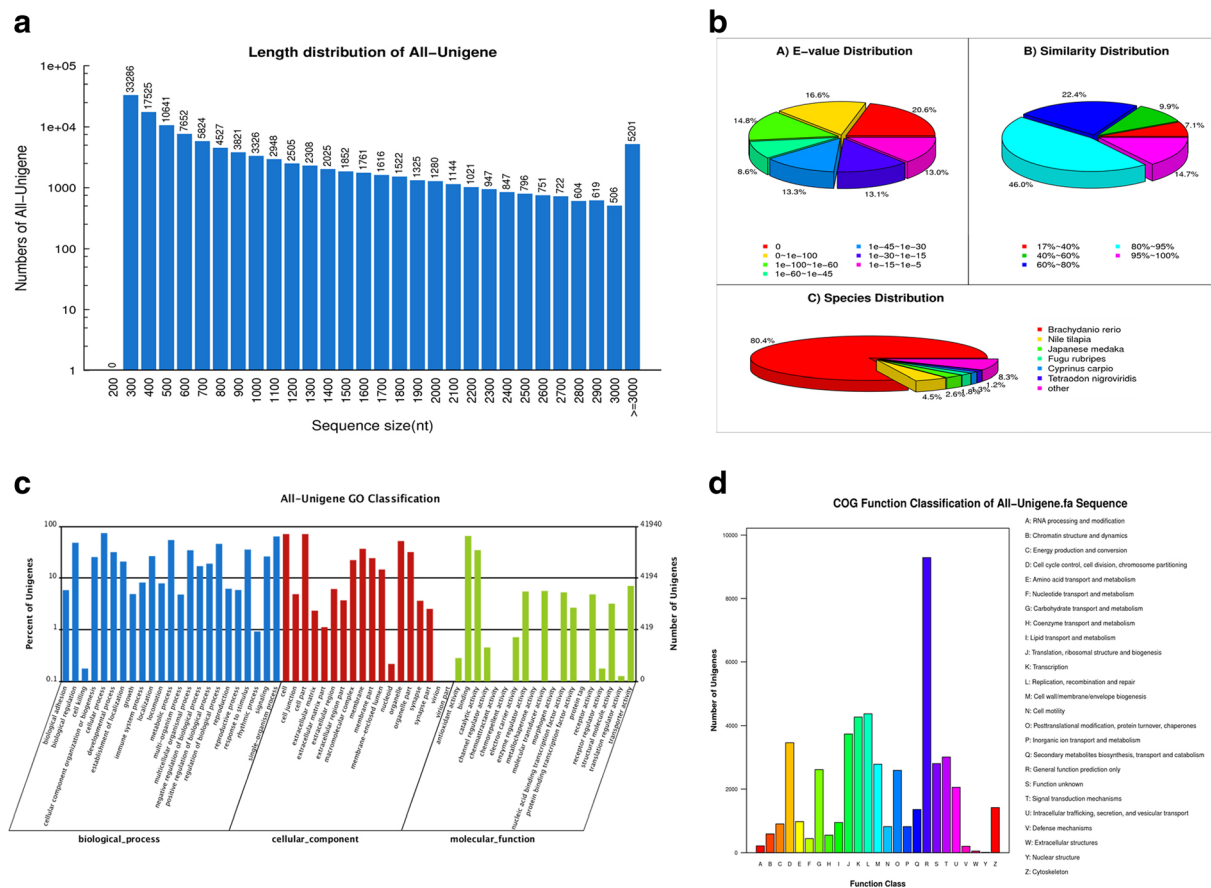 a
Length distribution of All-Unigene
Numbers of All-Unigene
1e+05
1e+04
1000
100
10
1
0
33286
17525
10641
7652
5824
4527
3821
3326
2948
2505
2308
2025
1852
1761
1616
1522
1325
1280
1144
1021
947
847
796
751
722
604
619
506
5201
200
300
400
500
600
700
800
900
1000
1100
1200
1300
1400
1500
1600
1700
1800
1900
2000
2100
2200
2300
2400
2500
2600
2700
2800
2900
3000
>=3000
Sequence size(nt)
b
A) E-value Distribution
16.6%
20.6%
14.8%
8.6%
13.3%
13.1%
13.0%
0
0~1e-100
1e-100~1e-60
1e-60~1e-45
1e-45~1e-30
1e-30~1e-15
1e-15~1e-5
B) Similarity Distribution
22.4%
9.9%
7.1%
46.0%
14.7%
17%~40%
40%~60%
60%~80%
80%~95%
95%~100%
C) Species Distribution
80.4%
4.5%
2.6%
1.8%
1.3%
1.2%
8.3%
Brachydanio rerio
Nile tilapia
Japanese medaka
Fugu rubripes
Cyprinus carpio
Tetraodon nigroviridis
other
c
All-Unigene GO Classification
Percent of Unigenes
100
10
1
0.1
Number of Unigenes
41940
4194
419
0
biological adhesion
biological regulation
cell killing
cellular component organization or biogenesis
cellular process
developmental process
establishment of localization
growth
immune system process
localization
locomotion
metabolic process
multi-organism process
multicellular organismal process
negative regulation of biological process
positive regulation of biological process
regulation of biological process
reproduction
reproductive process
response to stimulus
rhythmic process
signaling
single-organism process
cell
cell junction
cell part
extracellular matrix
extracellular matrix part
extracellular region
extracellular region part
macromolecular complex
membrane
membrane part
membrane-enclosed lumen
nucleoid
organelle
organelle part
synapse
synapse part
virion
virion part
antioxidant activity
binding
catalytic activity
channel regulator activity
chemoattractant activity
chemorepellent activity
electron carrier activity
enzyme regulator activity
metallochaperone activity
molecular transducer activity
morphogen activity
nucleic acid binding transcription factor activity
protein binding transcription factor activity
protein tag
receptor activity
receptor regulator activity
structural molecule activity
translation regulator activity
transporter activity
biological_process
cellular_component
molecular_function
d
COG Function Classification of All-Unigene.fa Sequence
Number of Unigenes
10000
8000
6000
4000
2000
0
A B C D E F G H I J K L M N O P Q R S T U V W Y Z
Function Class
A: RNA processing and modification
B: Chromatin structure and dynamics
C: Energy production and conversion
D: Cell cycle control, cell division, chromosome partitioning
E: Amino acid transport and metabolism
F: Nucleotide transport and metabolism
G: Carbohydrate transport and metabolism
H: Coenzyme transport and metabolism
I: Lipid transport and metabolism
J: Translation, ribosomal structure and biogenesis
K: Transcription
L: Replication, recombination and repair
M: Cell wall/membrane/envelope biogenesis
N: Cell motility
O: Posttranslational modification, protein turnover, chaperones
P: Inorganic ion transport and metabolism
Q: Secondary metabolites biosynthesis, transport and catabolism
R: General function prediction only
S: Function unknown
T: Signal transduction mechanisms
U: Intracellular trafficking, secretion, and vesicular transport
V: Defense mechanisms
W: Extracellular structures
Y: Nuclear structure
Z: Cytoskeleton